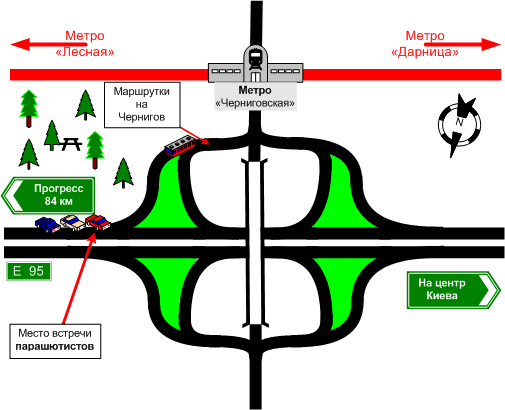 Метро
«Лесная»
Метро
«Дарница»
Маршрутки
на
Чернигов
Метро
«Черниговская»
N
Прогресс
84 км
E 95
На центр
Киева
Место встречи
парашютистов